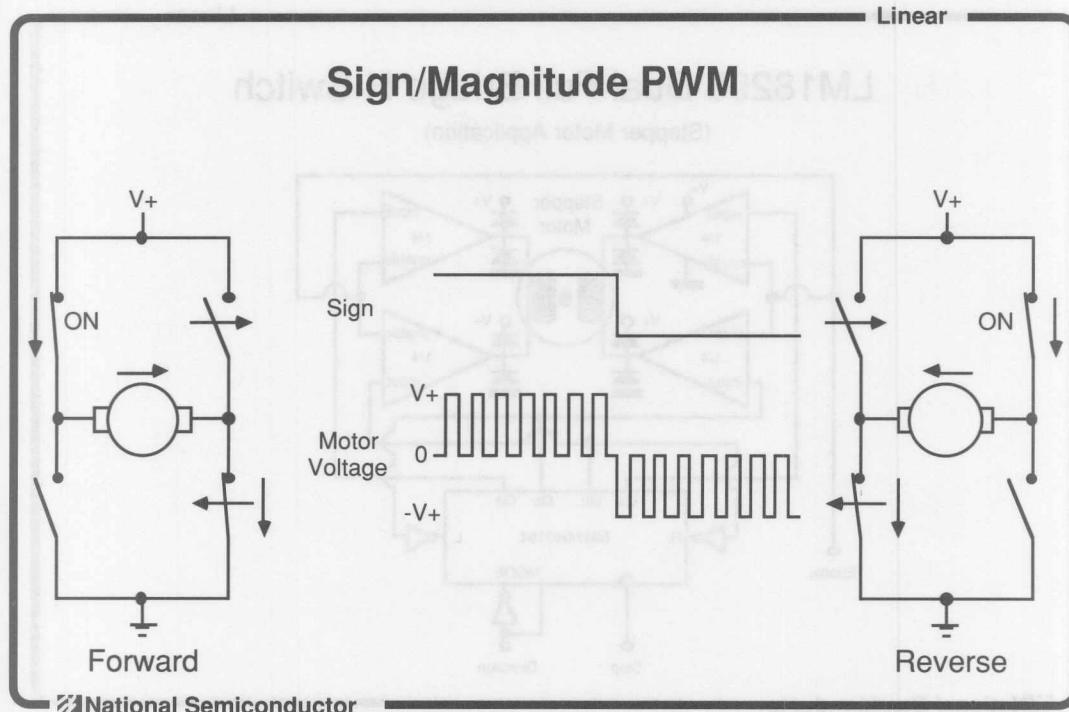 Linear
Sign/Magnitude PWM
V+
ON
Forward
Sign
V+
Motor
Voltage
0
-V+
V+
ON
Reverse
National Semiconductor